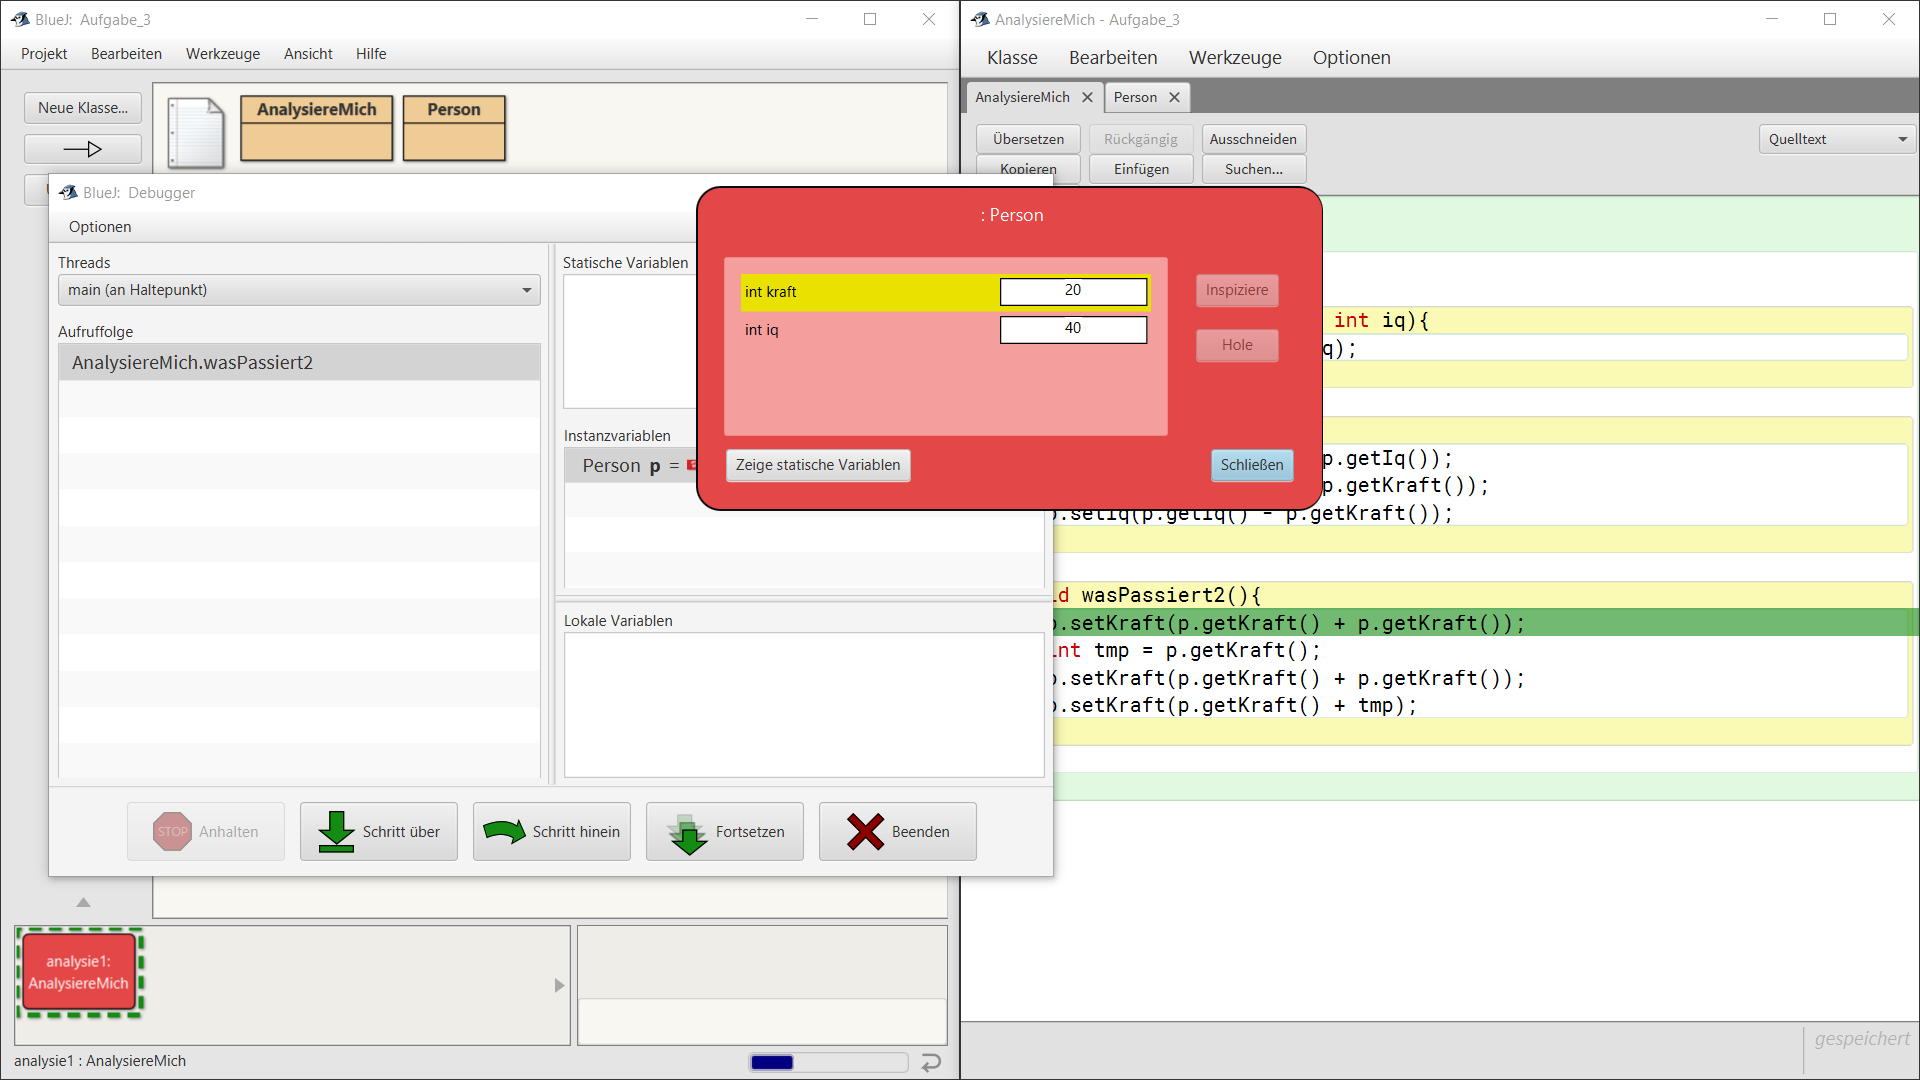 BlueJ: Aufgabe_3
Projekt Bearbeiten Werkzeuge Ansicht Hilfe
Neue Klasse...
AnalysiereMich
Person
BlueJ: Debugger
Optionen
Threads
main (an Haltepunkt)
Aufruffolge
AnalysiereMich.wasPassiert2
Statische Variablen
Instanzvariablen
Person p =
Lokale Variablen
STOP Anhalten
Schritt über
Schritt hinein
Fortsetzen
Beenden
: Person
int kraft 20
int iq 40
Inspiziere
Hole
Zeige statische Variablen
Schließen
analysie1:
AnalysiereMich
analysie1 : AnalysiereMich
AnalysiereMich - Aufgabe_3
Klasse Bearbeiten Werkzeuge Optionen
AnalysiereMich Person
Übersetzen Rückgängig Ausschneiden
Quelltext
Kopieren Einfügen Suchen...
int iq){
q);
p.getIq());
p.getKraft());
.setIq(p.getIq() - p.getKraft());
d wasPassiert2(){
.setKraft(p.getKraft() + p.getKraft());
int tmp = p.getKraft();
.setKraft(p.getKraft() + p.getKraft());
.setKraft(p.getKraft() + tmp);
gespeichert